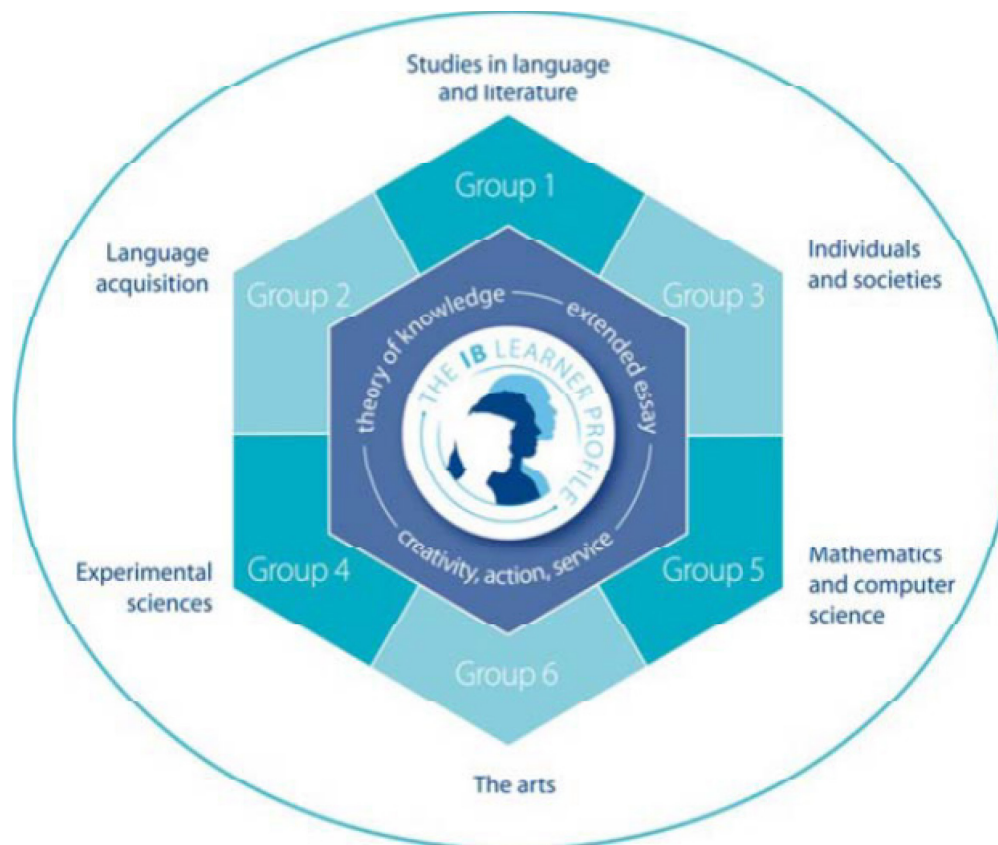 Studies in language
and literature
Group 1
Language
acquisition
Group 2
Individuals
and societies
Group 3
theory of knowledge
extended essay
THE IB LEARNER PROFILE
creativity, action, service
Experimental
sciences
Group 4
Mathematics
and computer
science
Group 5
Group 6
The arts